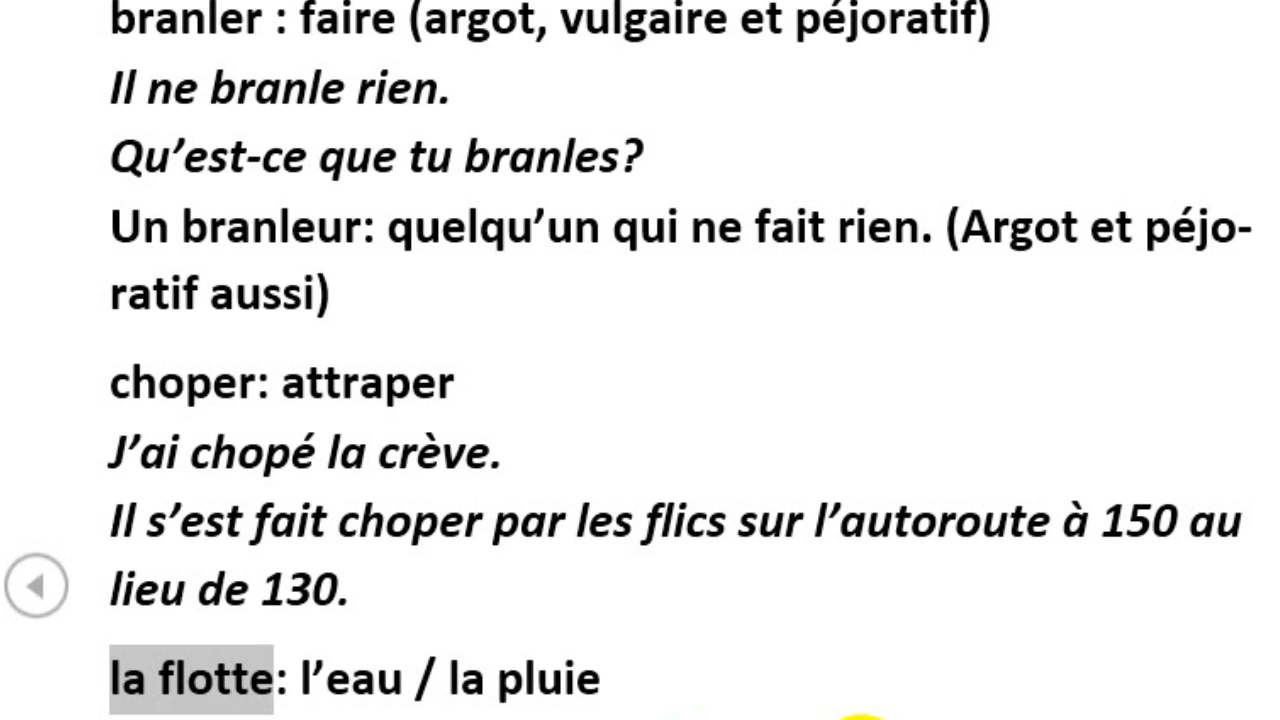 branler : faire (argot, vulgaire et péjoratif)
Il ne branle rien.
Qu’est-ce que tu branles?
Un branleur: quelqu’un qui ne fait rien. (Argot et péjo-
ratif aussi)
choper: attraper
J’ai chopé la crève.
Il s’est fait choper par les flics sur l’autoroute à 150 au
lieu de 130.
la flotte: l’eau / la pluie